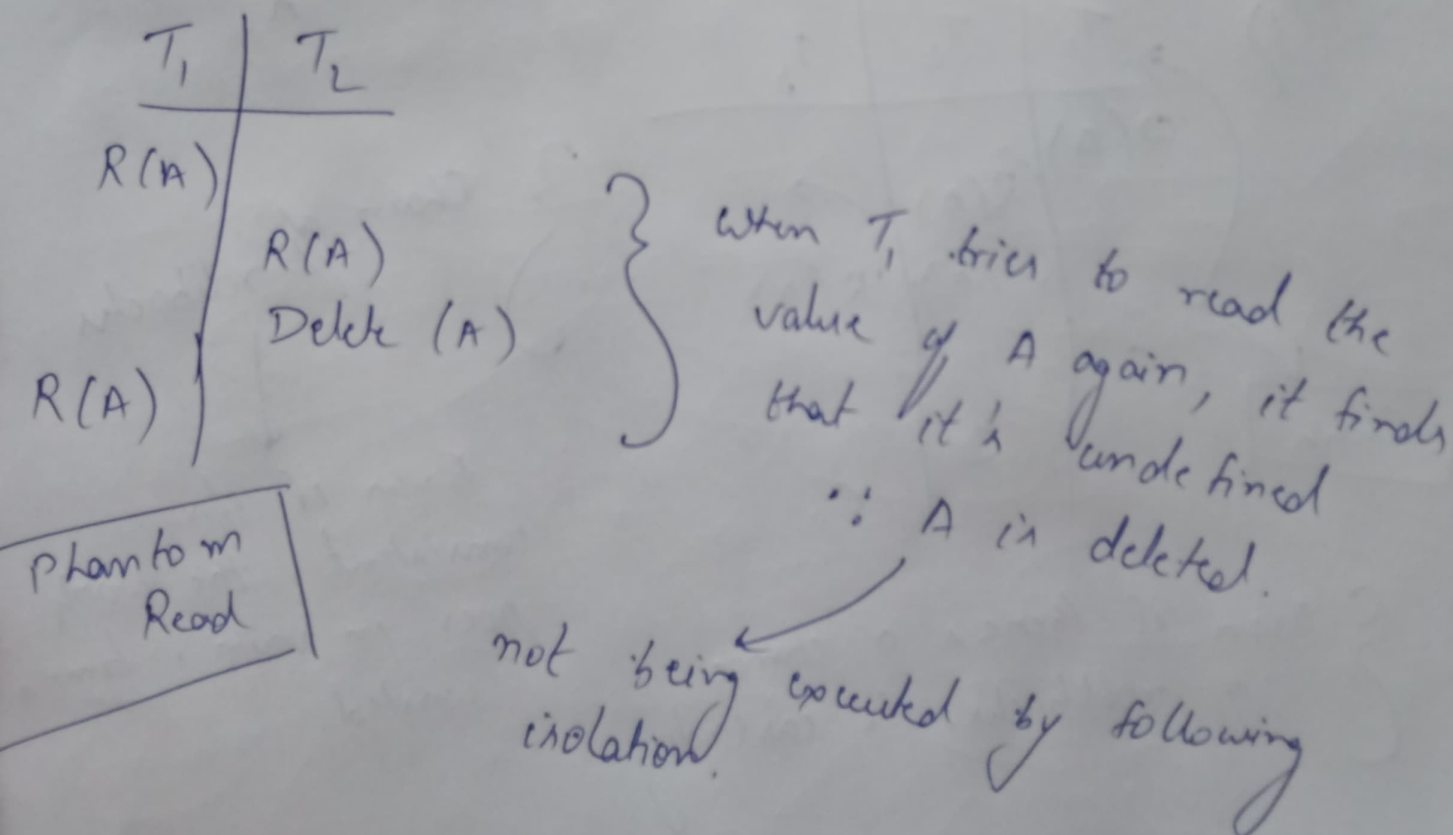 T₁ | T₂
R(A)
R(A)
Delete (A)
R(A)
when T₁ tries to read the
value of A again, it finds
that it's undefined
∵ A is deleted.
Phantom
Read
not being executed by following
isolation.